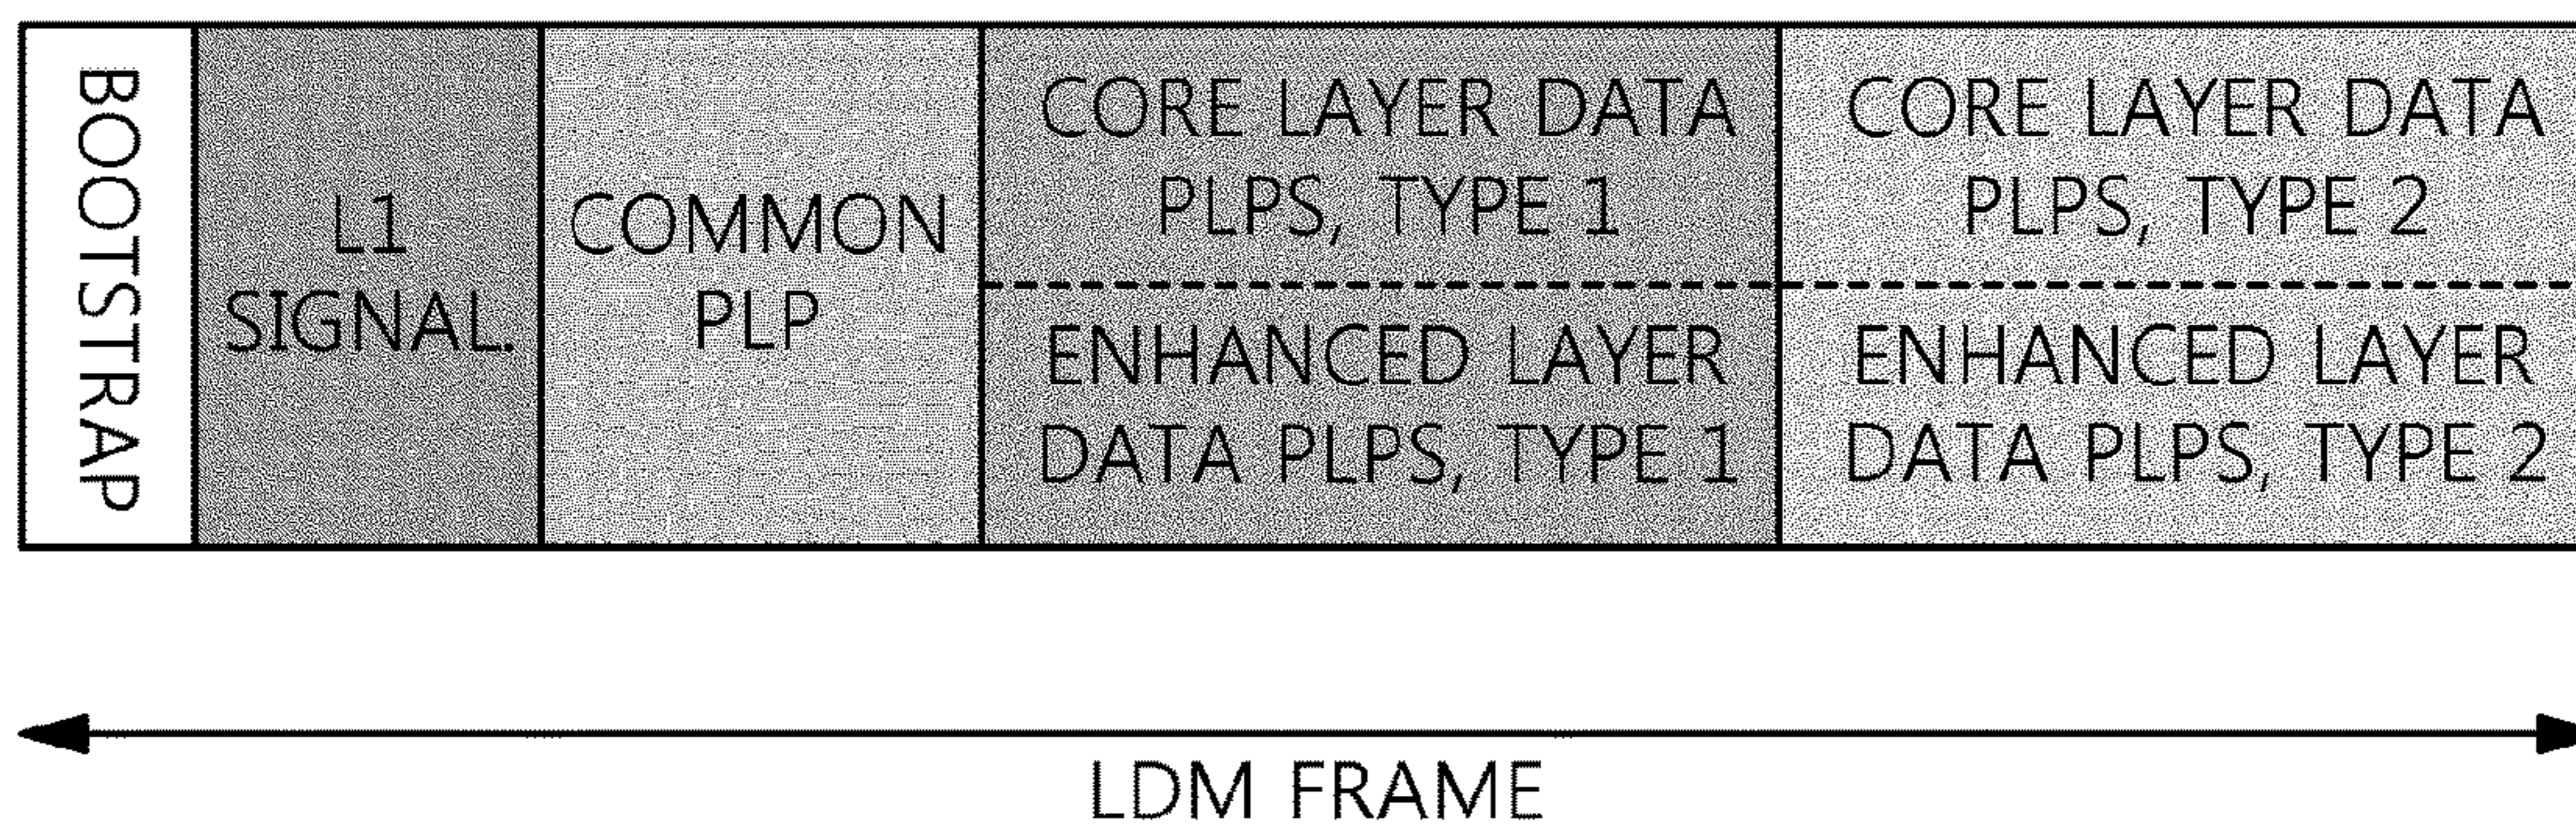 BOOTSTRAP
L1
SIGNAL.
COMMON
PLP
CORE LAYER DATA
PLPS, TYPE 1
ENHANCED LAYER
DATA PLPS, TYPE 1
CORE LAYER DATA
PLPS, TYPE 2
ENHANCED LAYER
DATA PLPS, TYPE 2
LDM FRAME